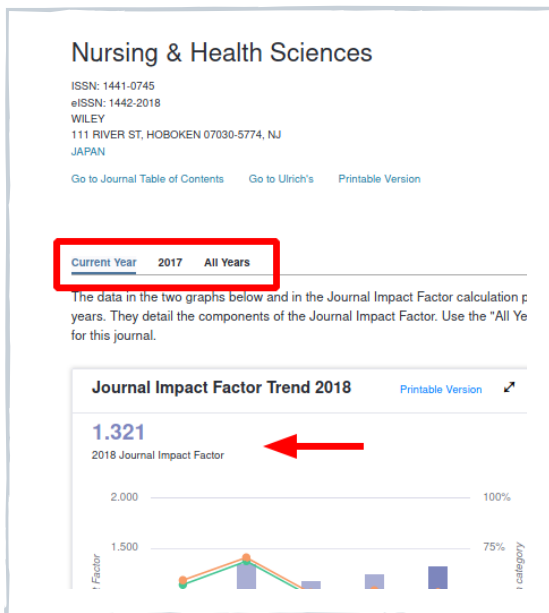 Nursing & Health Sciences
ISSN: 1441-0745
eISSN: 1442-2018
WILEY
111 RIVER ST, HOBOKEN 07030-5774, NJ
JAPAN
Go to Journal Table of Contents Go to Ulrich's Printable Version
Current Year 2017 All Years
The data in the two graphs below and in the Journal Impact Factor calculation p
years. They detail the components of the Journal Impact Factor. Use the "All Ye
for this journal.
Journal Impact Factor Trend 2018 Printable Version
1.321
2018 Journal Impact Factor
2.000 100%
1.500 75%
t Factor
category